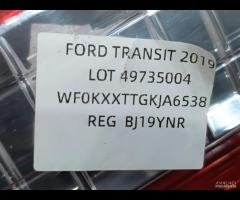 FORD TRANSIT 2019
LOT 49735004
WF0KXXTTGKJA6538
REG BJ19YNR